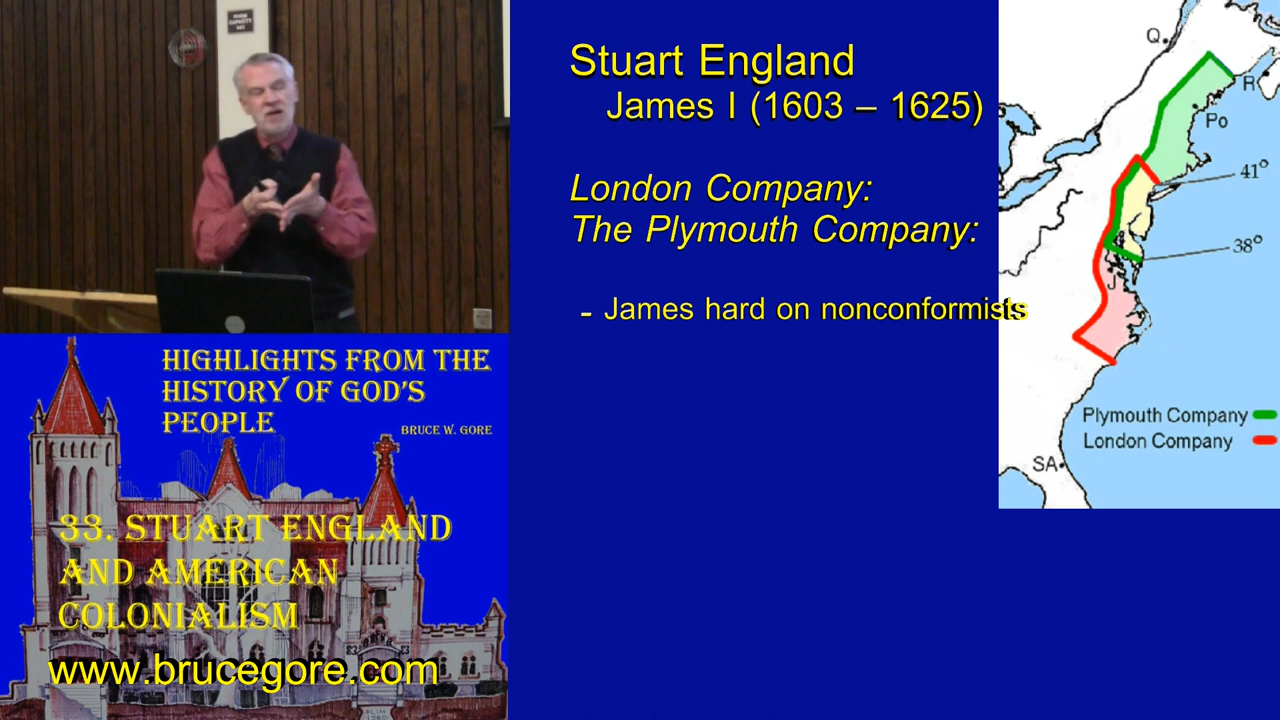 ROOM
CAPACITY
Stuart England
James I (1603 – 1625)
London Company:
The Plymouth Company:
- James hard on nonconformists
Q
R
Po
41°
38°
J
Plymouth Company
London Company
SA
HIGHLIGHTS FROM THE
HISTORY OF GOD'S
PEOPLE
BRUCE W. GORE
33. STUART ENGLAND
AND AMERICAN
COLONIALISM
www.brucegore.com